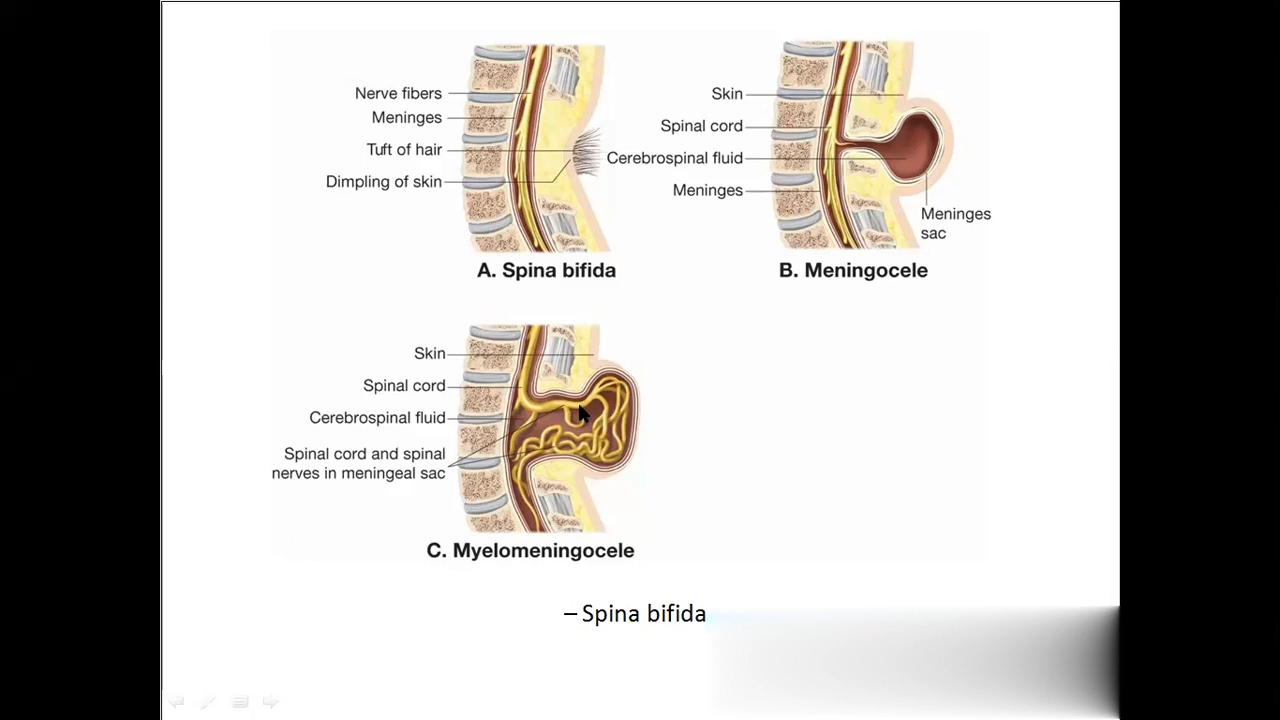 Nerve fibers
Meninges
Tuft of hair
Dimpling of skin
A. Spina bifida
Skin
Spinal cord
Cerebrospinal fluid
Meninges
Meninges
sac
B. Meningocele
Skin
Spinal cord
Cerebrospinal fluid
Spinal cord and spinal
nerves in meningeal sac
C. Myelomeningocele
– Spina bifida